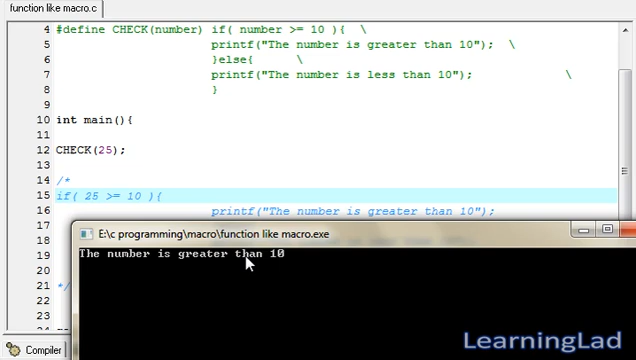 function like macro.c
4 #define CHECK(number) if( number >= 10 ){ \
5 printf("The number is greater than 10"); \
6 }else{ \
7 printf("The number is less than 10"); \
8 }
9
10 int main(){
11
12 CHECK(25);
13
14 /*
15 if( 25 >= 10 ){
16 printf("The number is greater than 10");
17
E:\c programming\macro\function like macro.exe
18
The number is greater than 10
19
20
21 */
LearningLad
Compiler